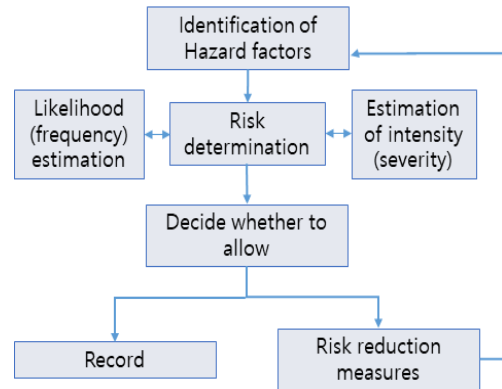 Identification of
Hazard factors
Likelihood
(frequency)
estimation
Risk
determination
Estimation
of intensity
(severity)
Decide whether to
allow
Record
Risk reduction
measures